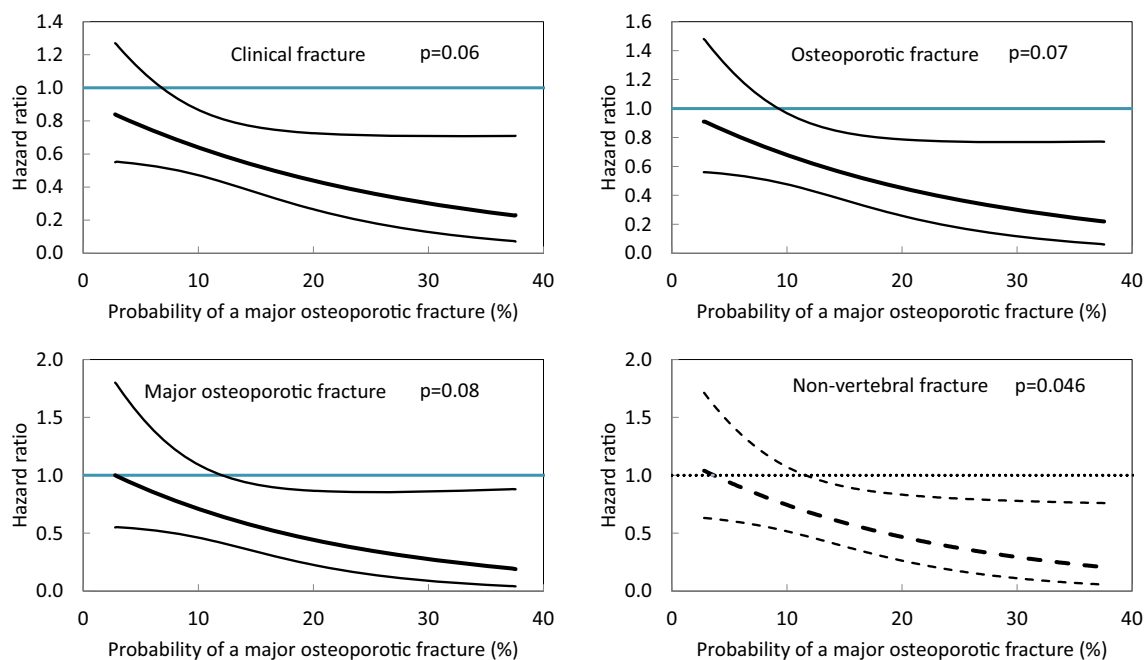 Clinical fracture p=0.06
Hazard ratio
1.4
1.2
1.0
0.8
0.6
0.4
0.2
0.0
0 10 20 30 40
Probability of a major osteoporotic fracture (%)
Osteoporotic fracture p=0.07
Hazard ratio
1.6
1.4
1.2
1.0
0.8
0.6
0.4
0.2
0.0
0 10 20 30 40
Probability of a major osteoporotic fracture (%)
Major osteoporotic fracture p=0.08
Hazard ratio
2.0
1.5
1.0
0.5
0.0
0 10 20 30 40
Probability of a major osteoporotic fracture (%)
Non-vertebral fracture p=0.046
Hazard ratio
2.0
1.5
1.0
0.5
0.0
0 10 20 30 40
Probability of a major osteoporotic fracture (%)